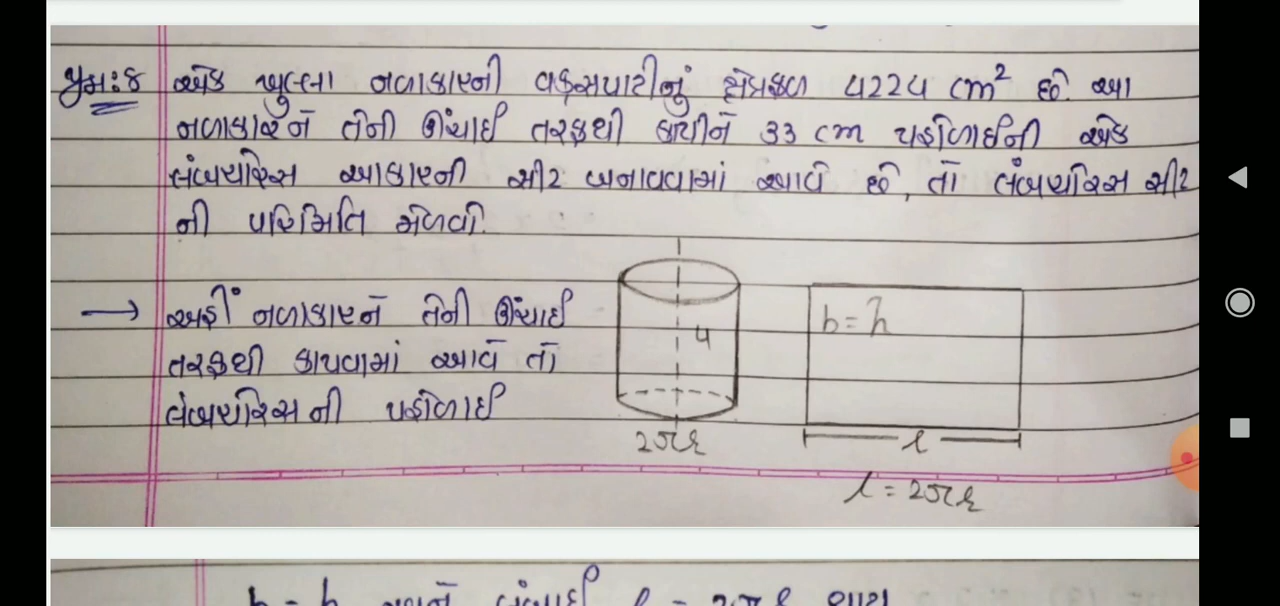 પ્રશ્ન:૪ એક ખુલ્લા નળાકારની વક્રસપાટીનું ક્ષેત્રફળ 4224 cm² છે. આ
નળાકારને તેની ઊંચાઈ તરફથી કાપીને 33 cm પહોળાઈની એક
લંબચોરસ આકારની સીટ બનાવવામાં આવે છે, તો લંબચોરસ સીટ
ની પરિમિતિ મેળવો.
→ અહીં નળાકારને તેની ઊંચાઈ
તરફથી કાપવામાં આવે તો
લંબચોરસની પહોળાઈ
b = h
2πr
l
l = 2πr
b = h અને લંબાઈ l = 2πr થાય